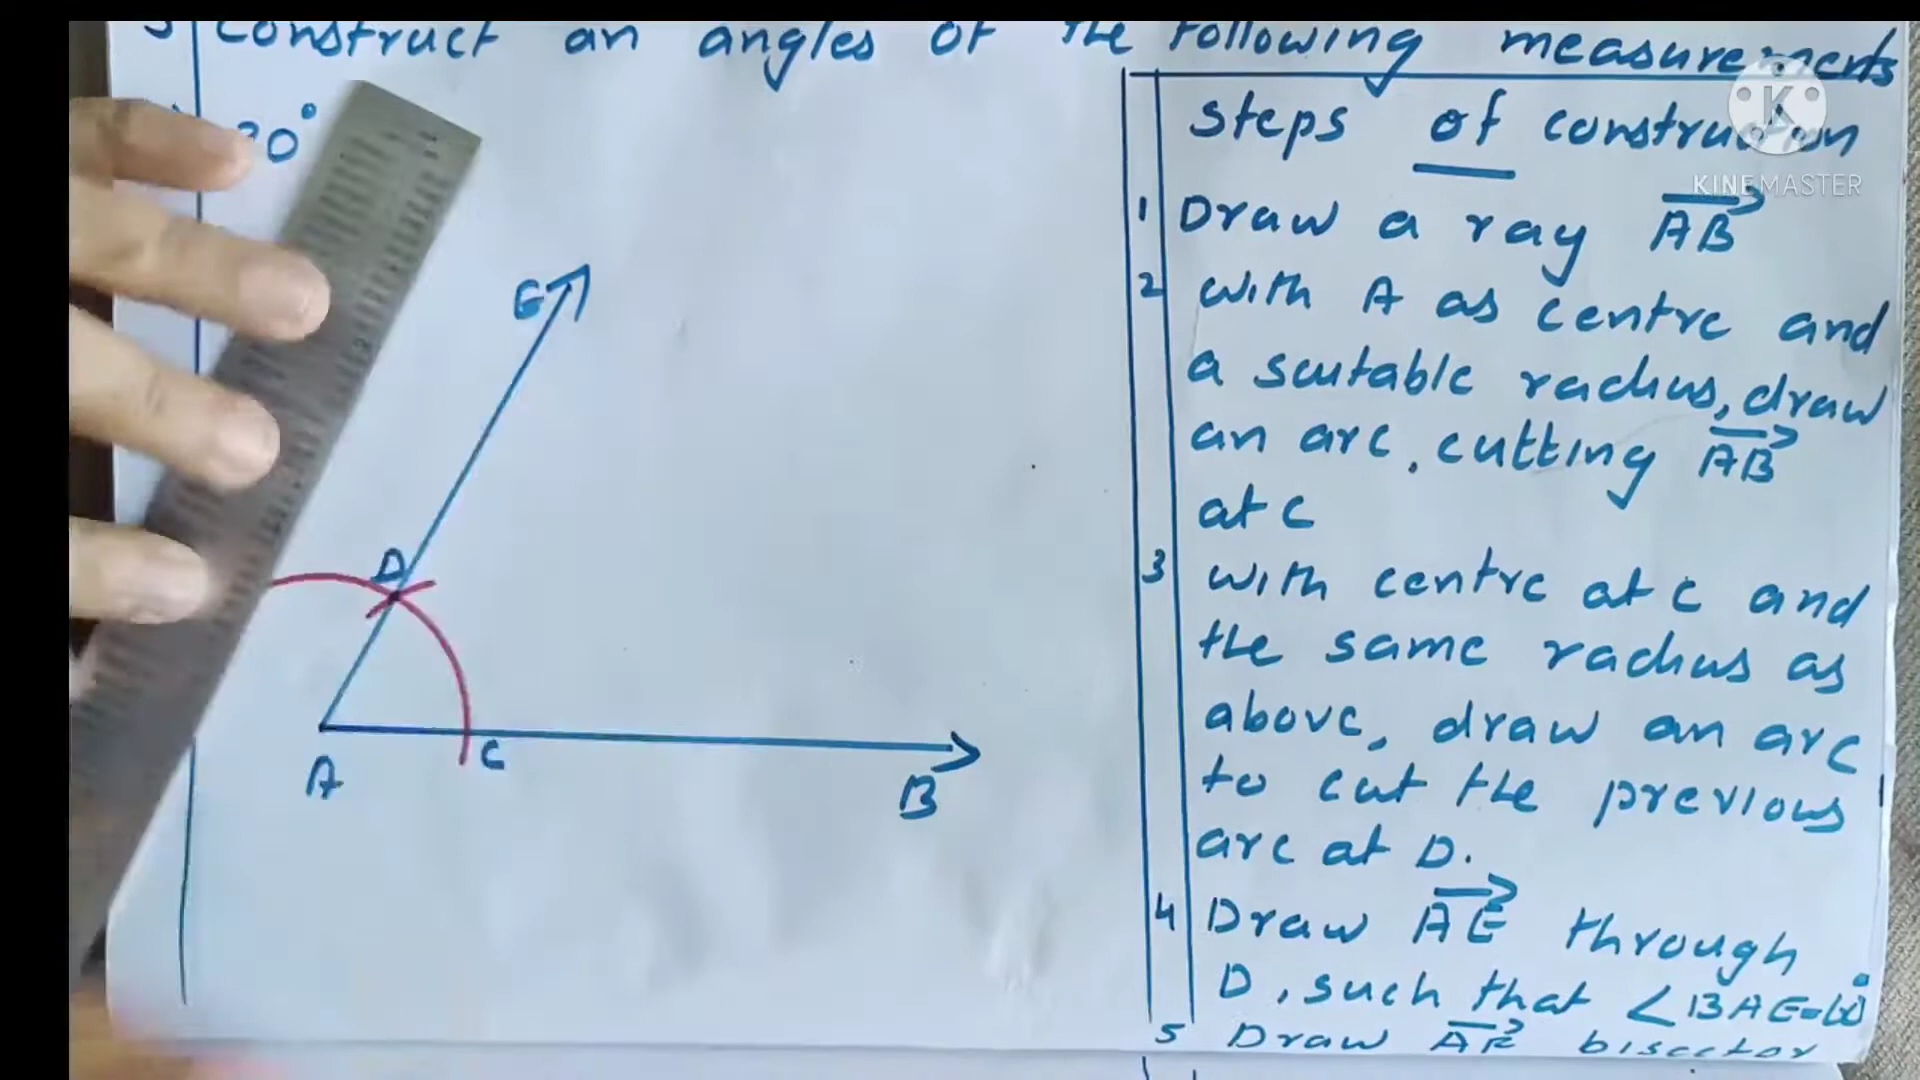 Construct an angles of the following measurements
30°
steps of construction
KINEMASTER
1 Draw a ray AB
2 with A as centre and
a suitable radius, draw
an arc, cutting AB
at C
3 with centre at C and
the same radius as
above, draw an arc
to cut the previous
arc at D.
4 Draw AE through
D, such that ∠BAE=60°
5 Draw AF bisector
E
D
A
C
B